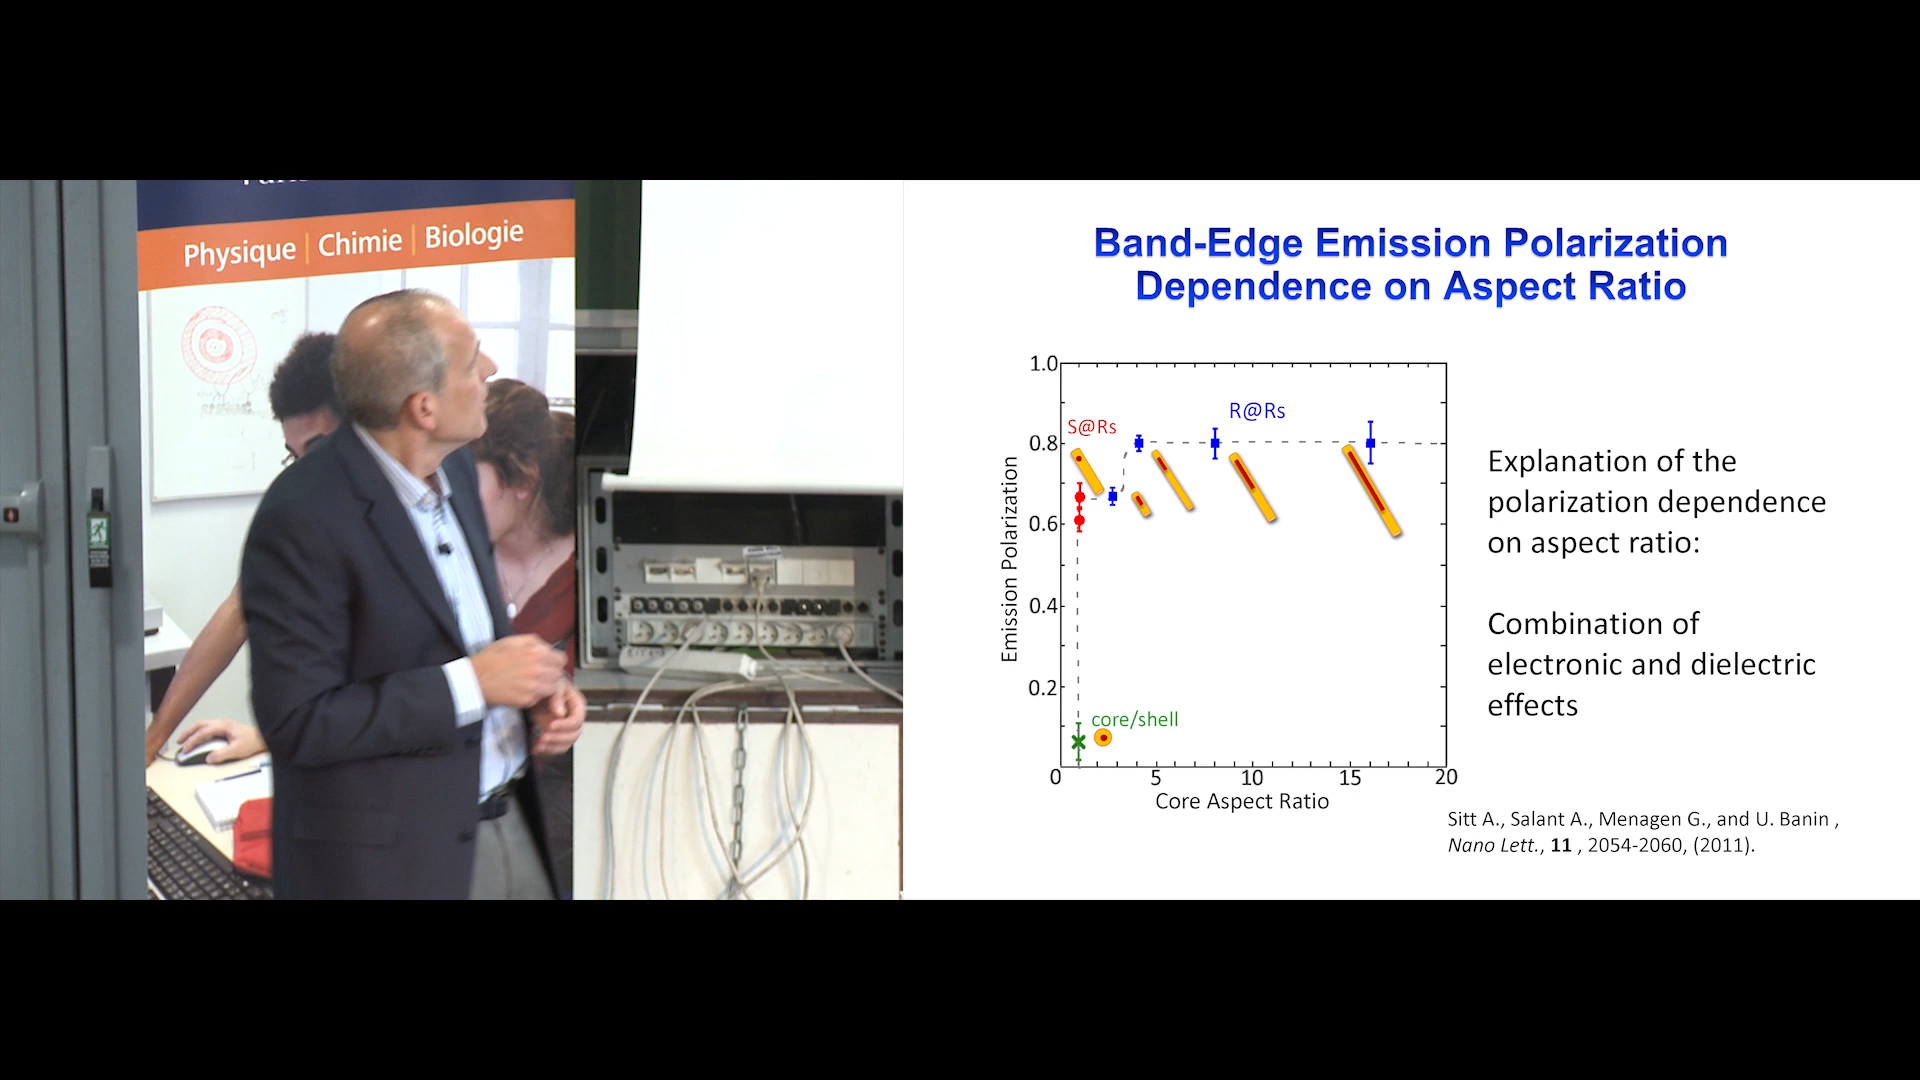 Physique | Chimie | Biologie
Band-Edge Emission Polarization
Dependence on Aspect Ratio
1.0
0.8
0.6
0.4
0.2
0
5
10
15
20
Emission Polarization
Core Aspect Ratio
S@Rs
R@Rs
core/shell
Explanation of the
polarization dependence
on aspect ratio:
Combination of
electronic and dielectric
effects
Sitt A., Salant A., Menagen G., and U. Banin ,
Nano Lett., 11 , 2054-2060, (2011).